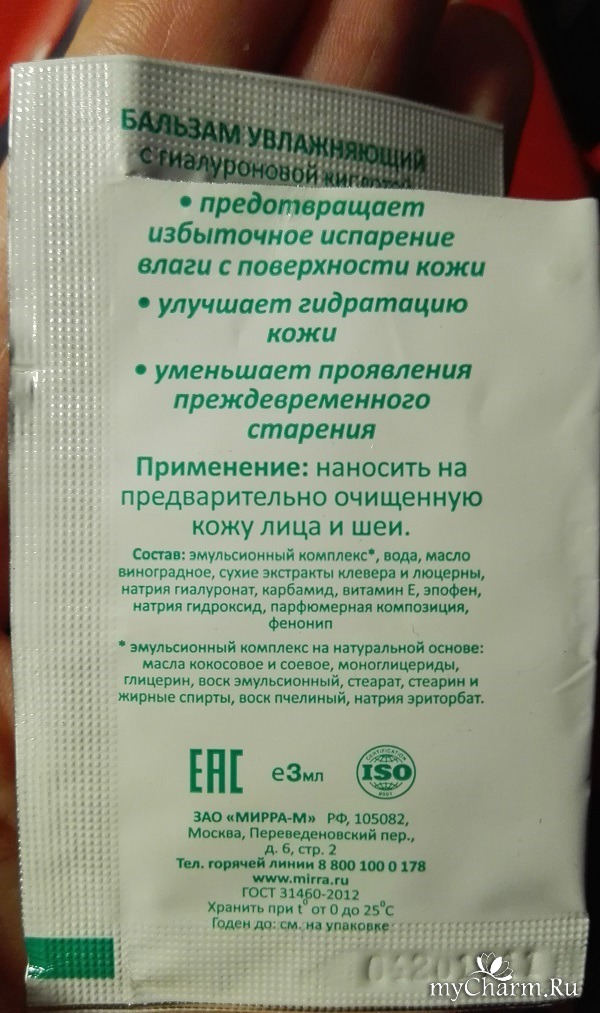 БАЛЬЗАМ УВЛАЖНЯЮЩИЙ
с гиалуроновой кислотой
• предотвращает
избыточное испарение
влаги с поверхности кожи
• улучшает гидратацию
кожи
• уменьшает проявления
преждевременного
старения
Применение: наносить на
предварительно очищенную
кожу лица и шеи.
Состав: эмульсионный комплекс*, вода, масло
виноградное, сухие экстракты клевера и люцерны,
натрия гиалуронат, карбамид, витамин Е, эпофен,
натрия гидроксид, парфюмерная композиция,
фенонип
* эмульсионный комплекс на натуральной основе:
масла кокосовое и соевое, моноглицериды,
глицерин, воск эмульсионный, стеарат, стеарин и
жирные спирты, воск пчелиный, натрия эриторбат.
ЕАС е3мл CERTIFICATION ISO 9001
ЗАО «МИРРА-М» РФ, 105082,
Москва, Переведеновский пер.,
д. 6, стр. 2
Тел. горячей линии 8 800 100 0 178
www.mirra.ru
ГОСТ 31460-2012
Хранить при t° от 0 до 25°С
Годен до: см. на упаковке
myCharm.Ru